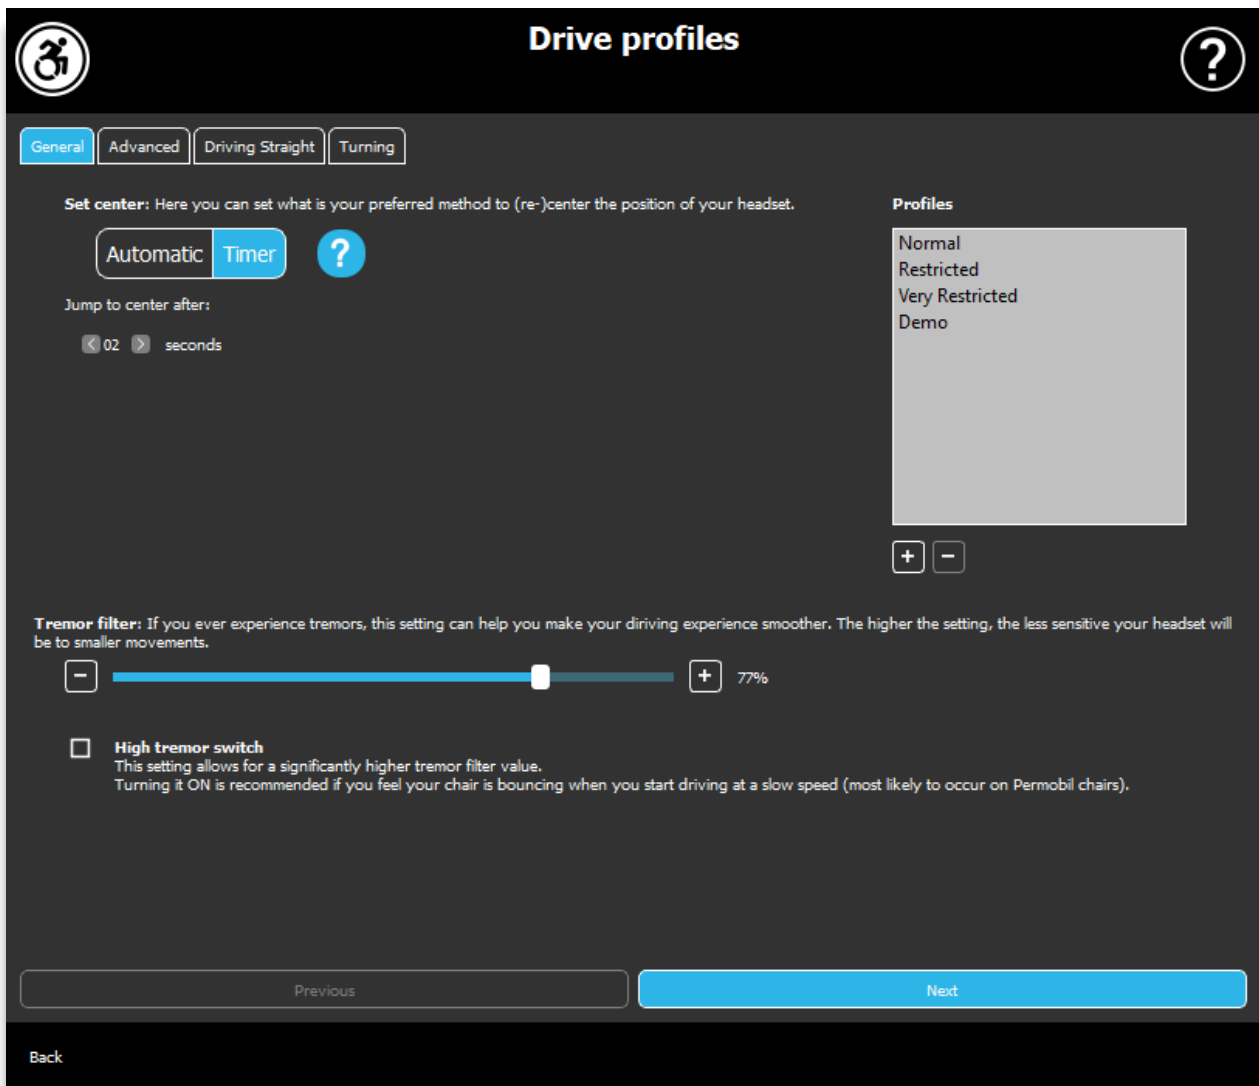 Drive profiles
?
General
Advanced
Driving Straight
Turning
Set center: Here you can set what is your preferred method to (re-)center the position of your headset.
Automatic
Timer
?
Jump to center after:
< 02 > seconds
Profiles
Normal
Restricted
Very Restricted
Demo
+
−
Tremor filter: If you ever experience tremors, this setting can help you make your diriving experience smoother. The higher the setting, the less sensitive your headset will
be to smaller movements.
−
+
77%
High tremor switch
This setting allows for a significantly higher tremor filter value.
Turning it ON is recommended if you feel your chair is bouncing when you start driving at a slow speed (most likely to occur on Permobil chairs).
Previous
Next
Back